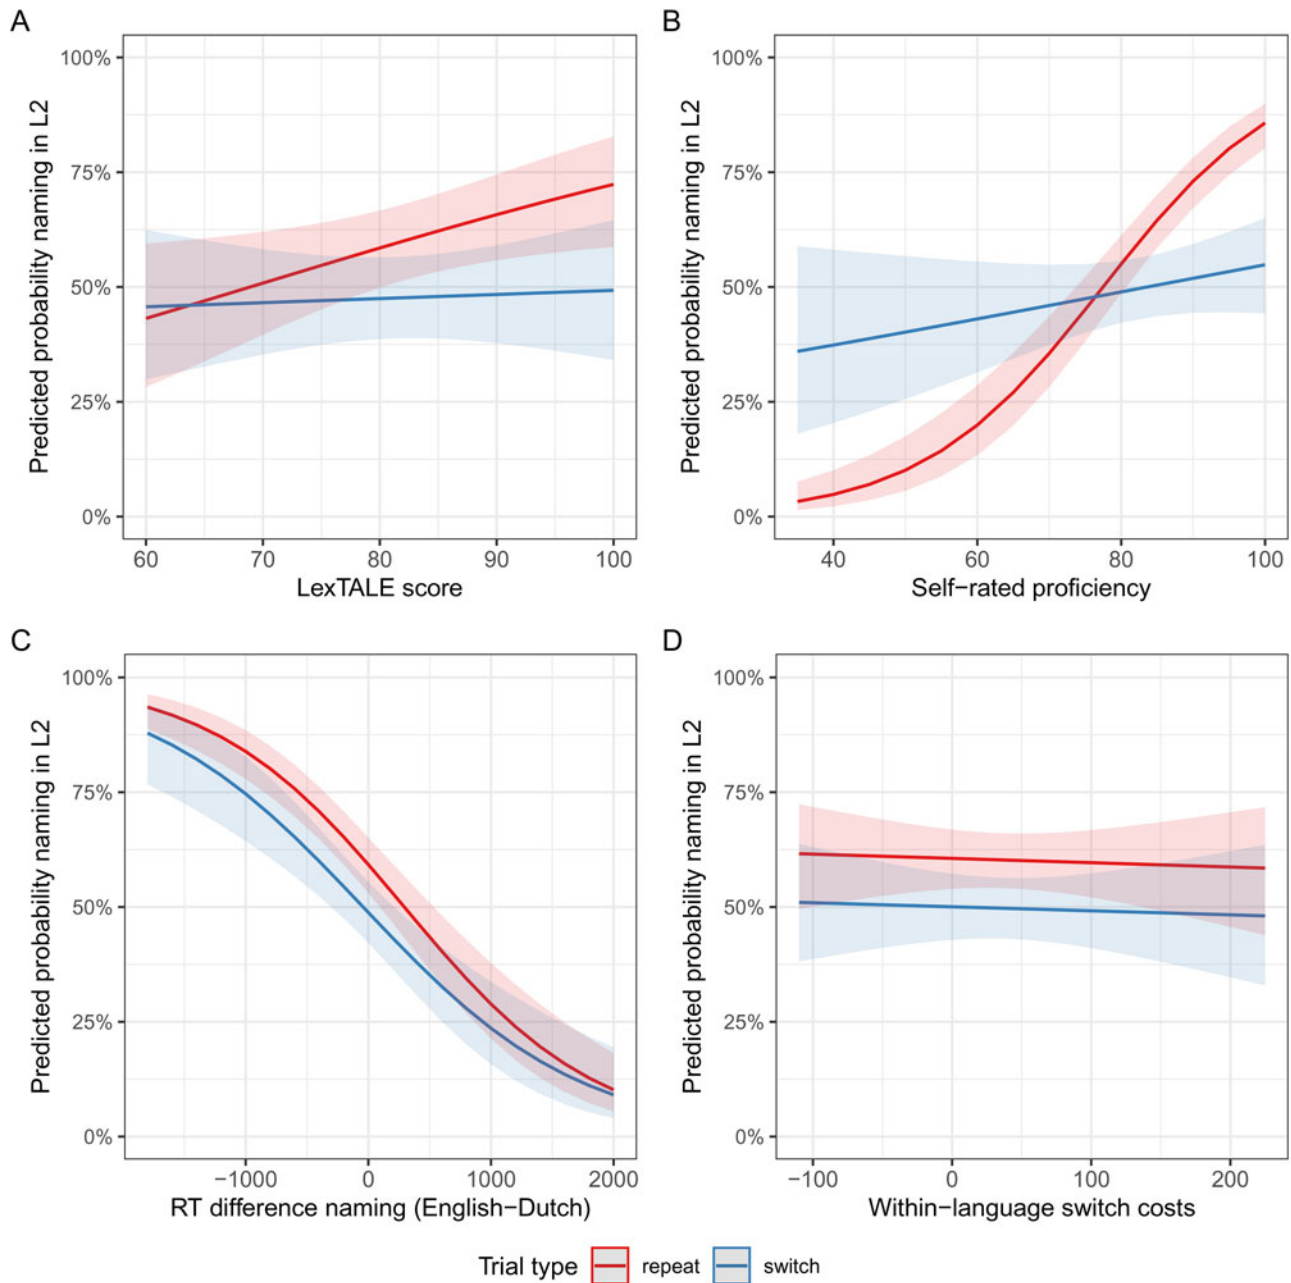 A
Predicted probability naming in L2
100%
75%
50%
25%
0%
60 70 80 90 100
LexTALE score
B
Predicted probability naming in L2
100%
75%
50%
25%
0%
40 60 80 100
Self−rated proficiency
C
Predicted probability naming in L2
100%
75%
50%
25%
0%
−1000 0 1000 2000
RT difference naming (English−Dutch)
D
Predicted probability naming in L2
100%
75%
50%
25%
0%
−100 0 100 200
Within−language switch costs
Trial type repeat switch